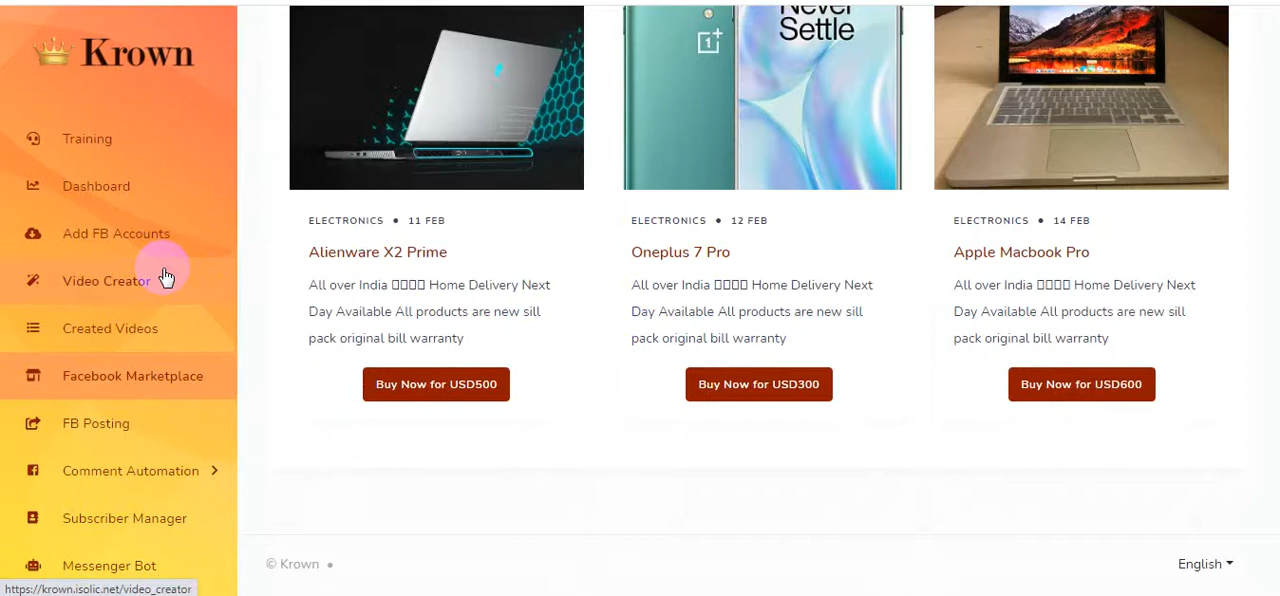 Krown
Training
Dashboard
Add FB Accounts
Video Creator
Created Videos
Facebook Marketplace
FB Posting
Comment Automation
Subscriber Manager
Messenger Bot
https://krown.isolic.net/video_creator
ELECTRONICS ● 11 FEB
Alienware X2 Prime
All over India □□□□ Home Delivery Next
Day Available All products are new sill
pack original bill warranty
Buy Now for USD500
Never
Settle
1+
ELECTRONICS ● 12 FEB
Oneplus 7 Pro
All over India □□□□ Home Delivery Next
Day Available All products are new sill
pack original bill warranty
Buy Now for USD300
ELECTRONICS ● 14 FEB
Apple Macbook Pro
All over India □□□□ Home Delivery Next
Day Available All products are new sill
pack original bill warranty
Buy Now for USD600
© Krown ●
English